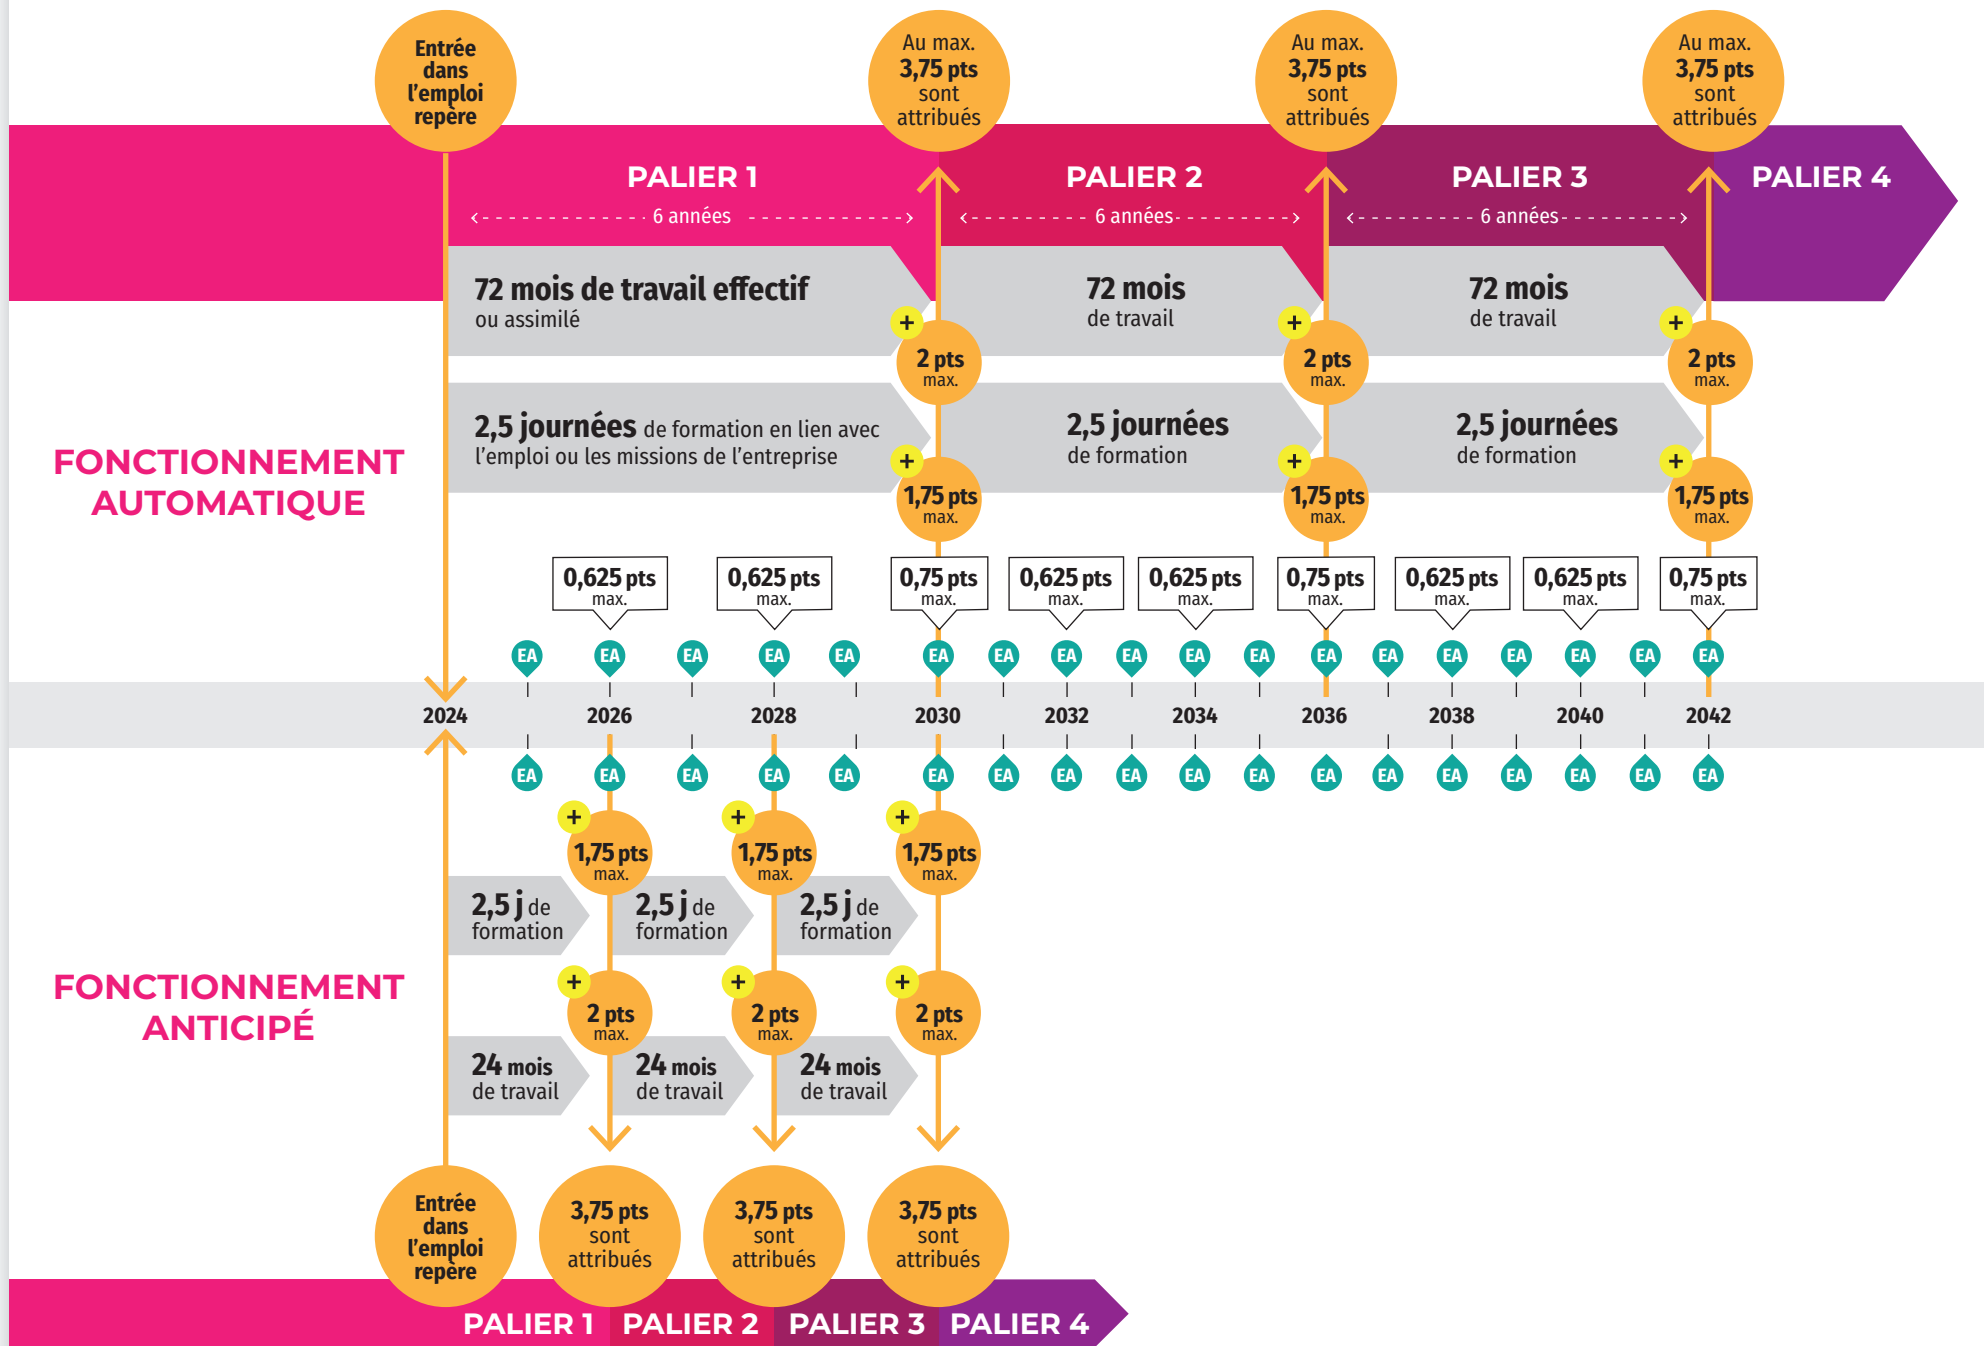 Entrée
dans
l'emploi
repère
Au max.
3,75 pts
sont
attribués
Au max.
3,75 pts
sont
attribués
Au max.
3,75 pts
sont
attribués
PALIER 1
PALIER 2
PALIER 3
PALIER 4
6 années
6 années
6 années
72 mois de travail effectif
ou assimilé
72 mois
de travail
72 mois
de travail
+
2 pts
max.
+
2 pts
max.
+
2 pts
max.
FONCTIONNEMENT
AUTOMATIQUE
2,5 journées de formation en lien avec
l'emploi ou les missions de l'entreprise
2,5 journées
de formation
2,5 journées
de formation
+
1,75 pts
max.
+
1,75 pts
max.
+
1,75 pts
max.
0,625 pts
max.
0,625 pts
max.
0,75 pts
max.
0,625 pts
max.
0,625 pts
max.
0,75 pts
max.
0,625 pts
max.
0,625 pts
max.
0,75 pts
max.
EA EA EA EA EA EA EA EA EA EA EA EA EA EA EA EA EA EA
2024 2026 2028 2030 2032 2034 2036 2038 2040 2042
EA EA EA EA EA EA EA EA EA EA EA EA EA EA EA EA EA EA
+
1,75 pts
max.
+
1,75 pts
max.
+
1,75 pts
max.
2,5 j de
formation
2,5 j de
formation
2,5 j de
formation
FONCTIONNEMENT
ANTICIPÉ
+
2 pts
max.
+
2 pts
max.
+
2 pts
max.
24 mois
de travail
24 mois
de travail
24 mois
de travail
Entrée
dans
l'emploi
repère
3,75 pts
sont
attribués
3,75 pts
sont
attribués
3,75 pts
sont
attribués
PALIER 1
PALIER 2
PALIER 3
PALIER 4